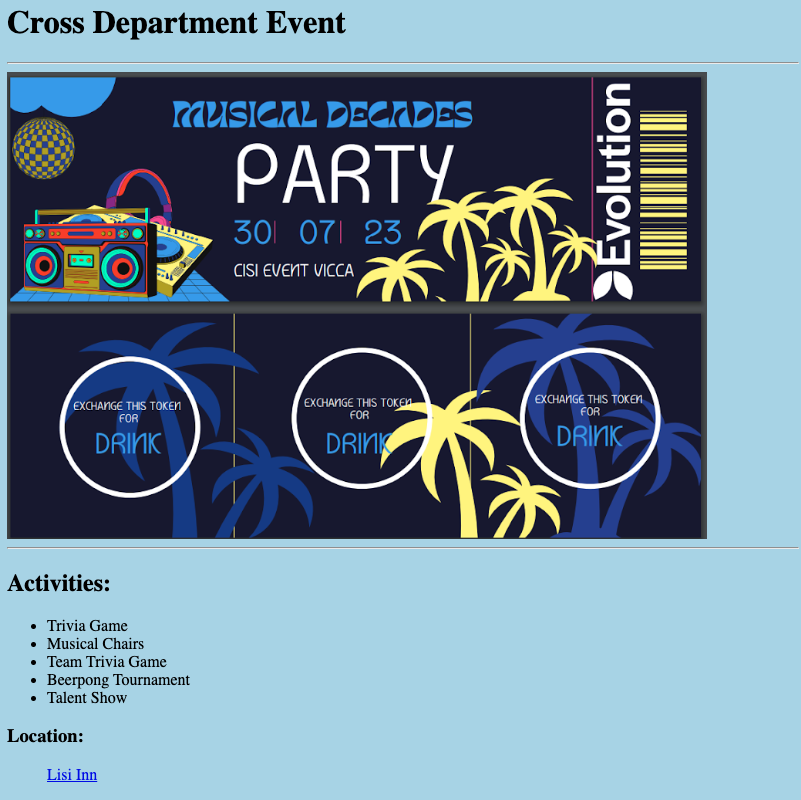 Cross Department Event
MUSICAL DECADES
PARTY
30| 07| 23
CISI EVENT VICCA
Evolution
EXCHANGE THIS TOKEN
FOR
DRINK
EXCHANGE THIS TOKEN
FOR
DRINK
EXCHANGE THIS TOKEN
FOR
DRINK
Activities:
Trivia Game
Musical Chairs
Team Trivia Game
Beerpong Tournament
Talent Show
Location:
Lisi Inn